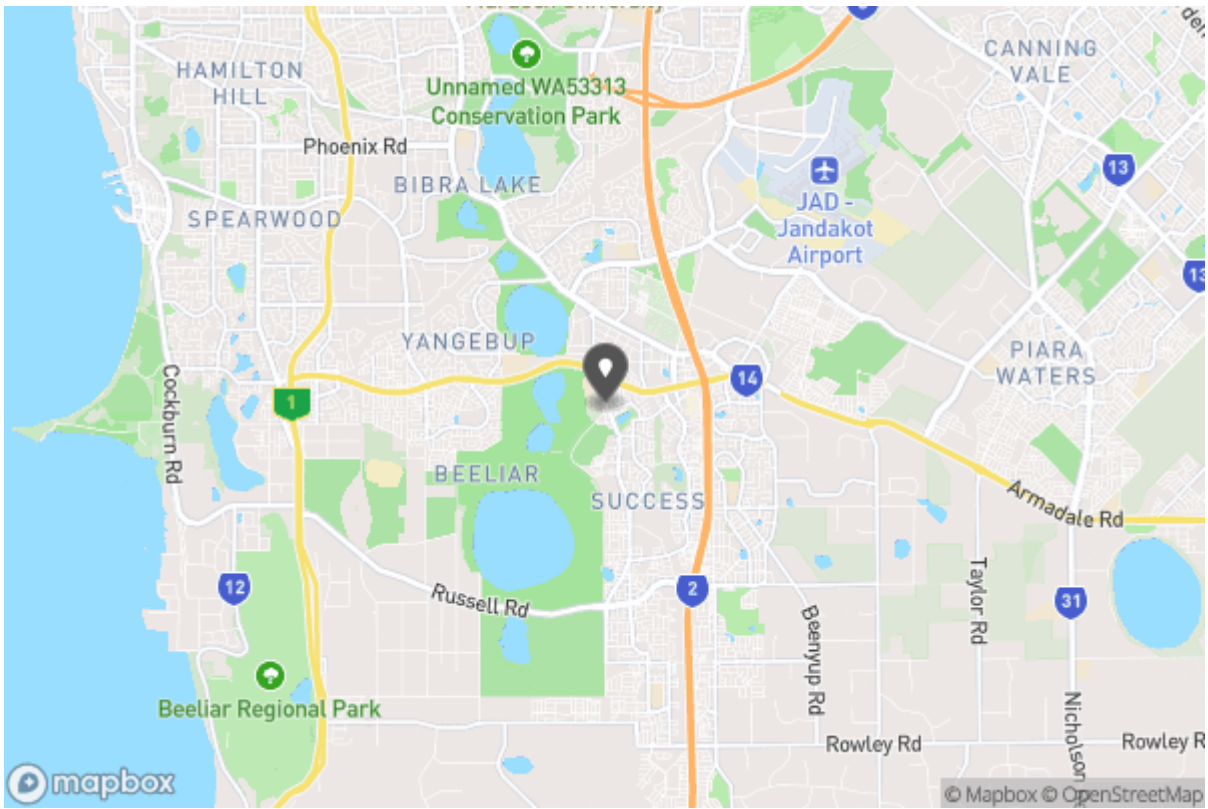 HAMILTON
HILL
Unnamed WA53313
Conservation Park
CANNING
VALE
Phoenix Rd
BIBRA LAKE
13
SPEARWOOD
JAD -
Jandakot
Airport
13
YANGEBUP
PIARA
WATERS
14
1
Cockburn Rd
BEELIAR
SUCCESS
Armadale Rd
12
Russell Rd
2
Beenyup Rd
Taylor Rd
31
Beeliar Regional Park
Nicholson
Rowley Rd
Rowley R
mapbox
© Mapbox © OpenStreetMap